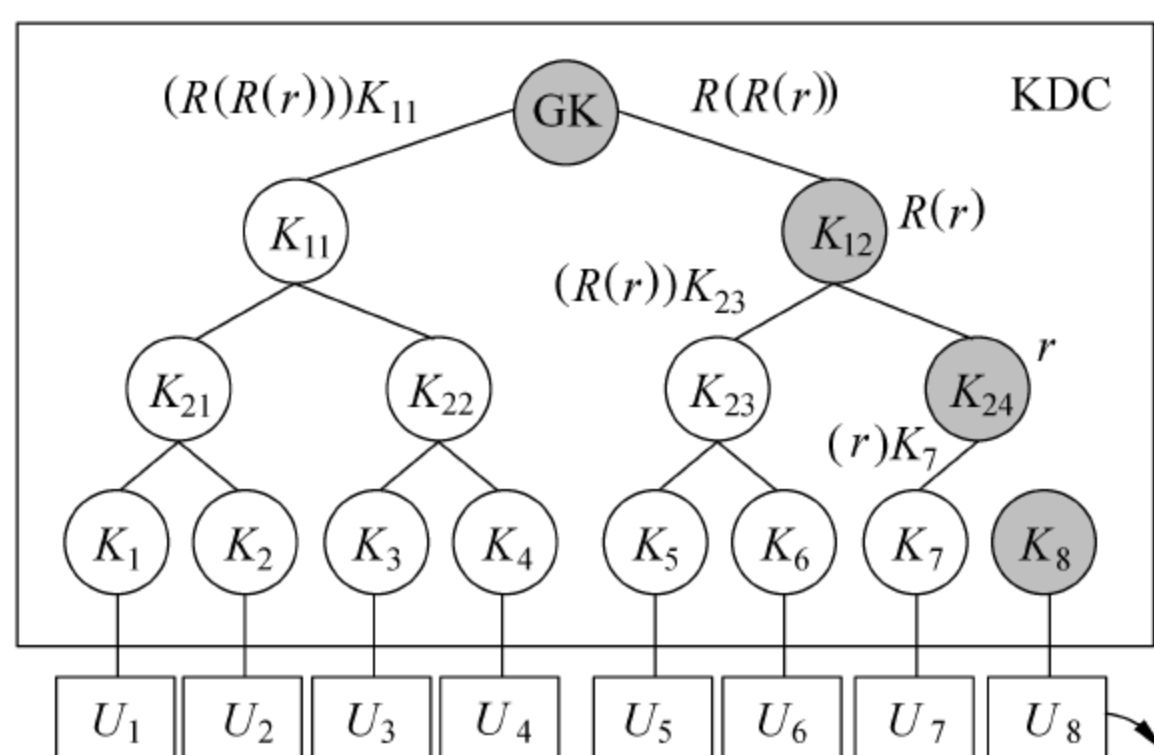 (R(R(r)))K₁₁ GK R(R(r)) KDC
K₁₁ K₁₂ R(r)
(R(r))K₂₃
K₂₁ K₂₂ K₂₃ K₂₄ r
(r)K₇
K₁ K₂ K₃ K₄ K₅ K₆ K₇ K₈
U₁ U₂ U₃ U₄ U₅ U₆ U₇ U₈